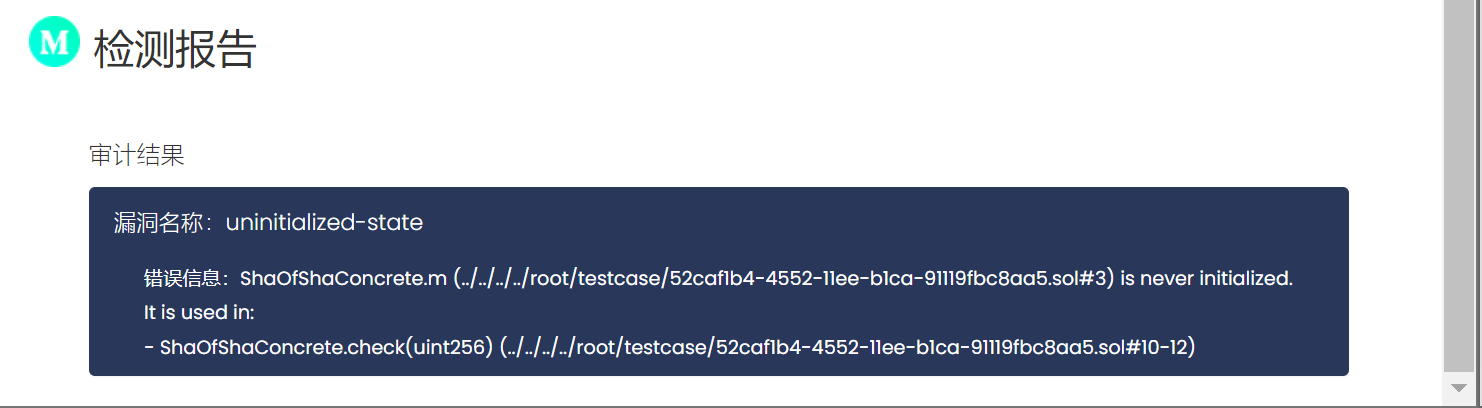 M 检测报告
审计结果
漏洞名称：uninitialized-state
错误信息：ShaOfShaConcrete.m (../../../../root/testcase/52caf1b4-4552-11ee-b1ca-91119fbc8aa5.sol#3) is never initialized.
It is used in:
- ShaOfShaConcrete.check(uint256) (../../../../root/testcase/52caf1b4-4552-11ee-b1ca-91119fbc8aa5.sol#10-12)